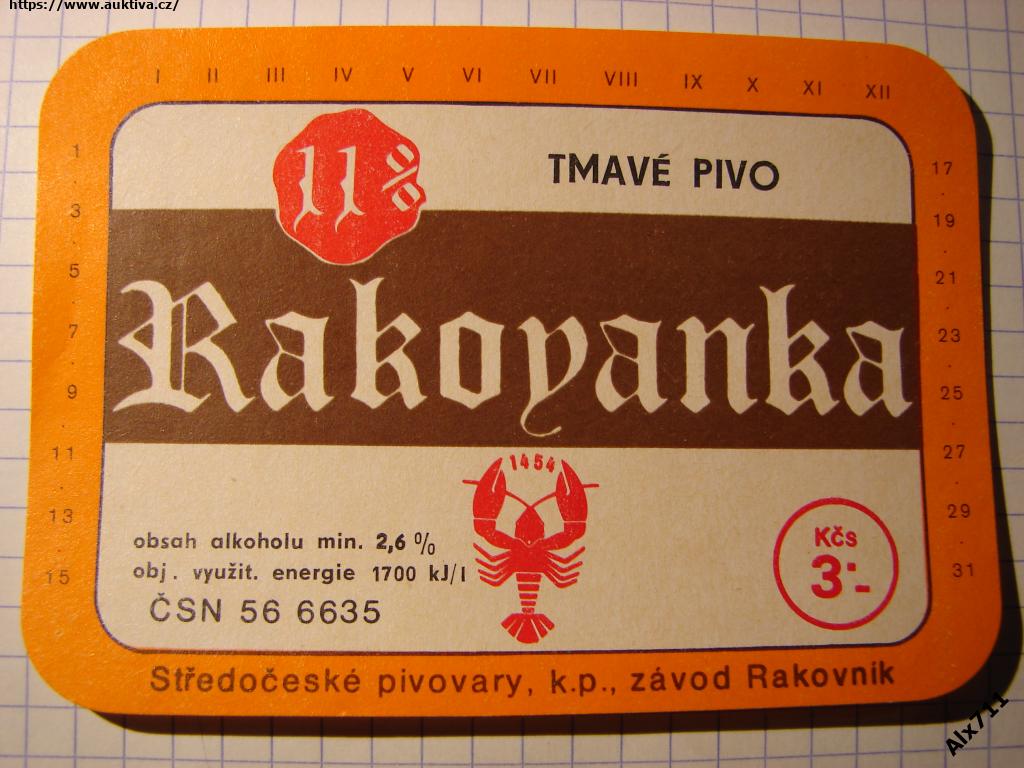 https://www.auktiva.cz/
I II III IV V VI VII VIII IX X XI XII
1
3
5
7
9
11
13
15
17
19
21
23
25
27
29
31
11%
TMAVÉ PIVO
Rakovanka
1454
obsah alkoholu min. 2,6 %
obj. využit. energie 1700 kJ/l
ČSN 56 6635
Kčs
3·-
Středočeské pivovary, k.p., závod Rakovník
Alx711